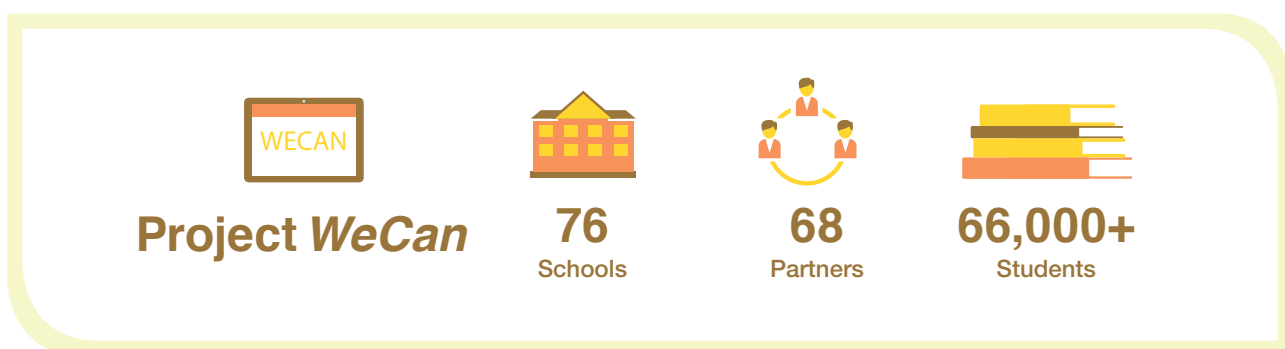 WECAN
Project WeCan
76
Schools
68
Partners
66,000+
Students